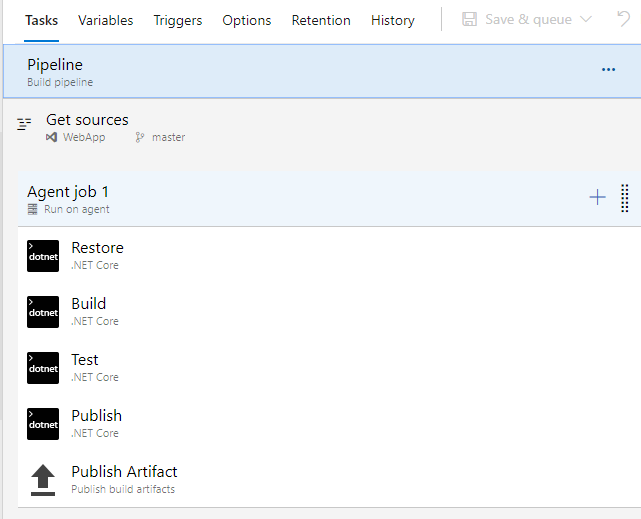 Tasks Variables Triggers Options Retention History Save & queue
Pipeline
Build pipeline
Get sources
WebApp master
Agent job 1
Run on agent
dotnet
Restore
.NET Core
dotnet
Build
.NET Core
dotnet
Test
.NET Core
dotnet
Publish
.NET Core
Publish Artifact
Publish build artifacts